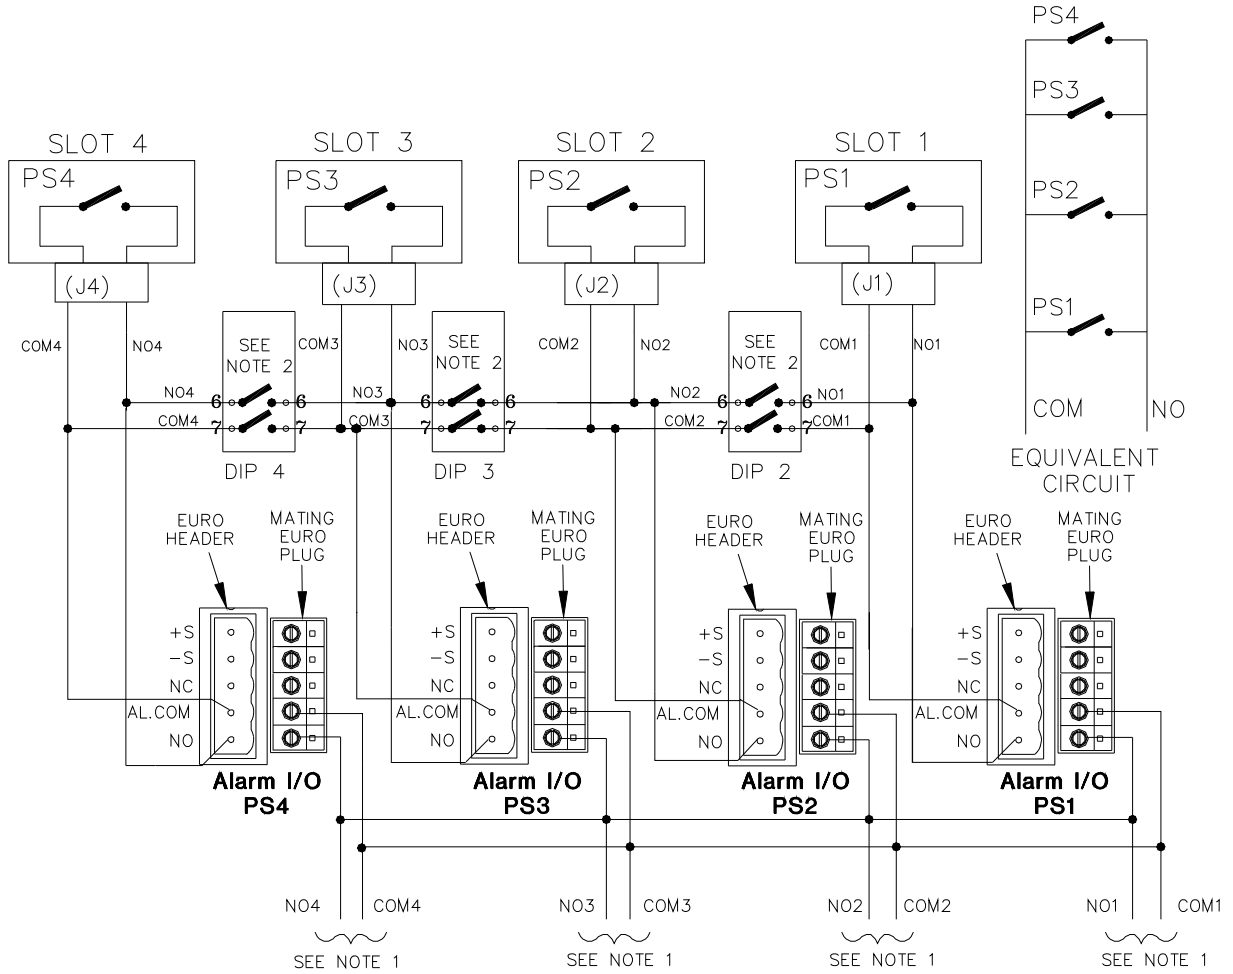 PS4
PS3
PS2
PS1
COM NO
EQUIVALENT
CIRCUIT
SLOT 4 SLOT 3 SLOT 2 SLOT 1
PS4 PS3 PS2 PS1
(J4) (J3) (J2) (J1)
COM4 NO4 COM3 NO3 COM2 NO2 COM1 NO1
SEE
NOTE 2
SEE
NOTE 2
SEE
NOTE 2
NO4 6 6 NO3 6 6 NO2 6 6 NO1
COM4 7 7 COM3 7 7 COM2 7 7 COM1
DIP 4 DIP 3 DIP 2
EURO
HEADER
MATING
EURO
PLUG
EURO
HEADER
MATING
EURO
PLUG
EURO
HEADER
MATING
EURO
PLUG
EURO
HEADER
MATING
EURO
PLUG
+S +S +S +S
−S −S −S −S
NC NC NC NC
AL.COM AL.COM AL.COM AL.COM
NO NO NO NO
Alarm I/O Alarm I/O Alarm I/O Alarm I/O
PS4 PS3 PS2 PS1
NO4 COM4 NO3 COM3 NO2 COM2 NO1 COM1
SEE NOTE 1 SEE NOTE 1 SEE NOTE 1 SEE NOTE 1